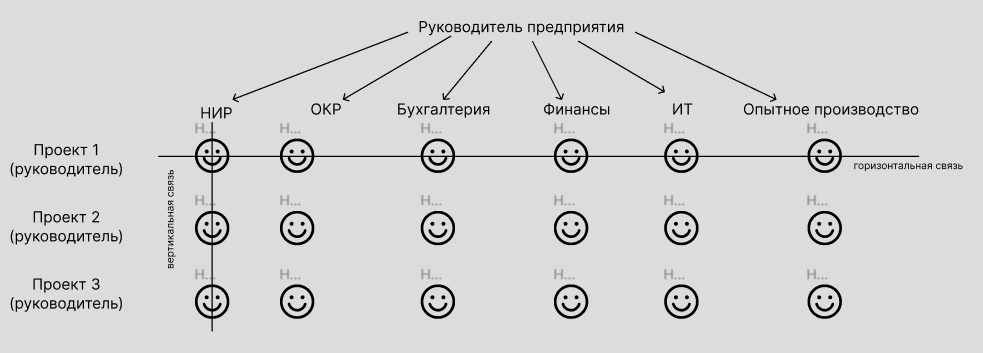 Руководитель предприятия
НИР
ОКР
Бухгалтерия
Финансы
ИТ
Опытное производство
Н... Н... Н... Н... Н... Н...
Проект 1
(руководитель)
горизонтальная связь
вертикальная связь
Н... Н... Н... Н... Н... Н...
Проект 2
(руководитель)
Н... Н... Н... Н... Н... Н...
Проект 3
(руководитель)